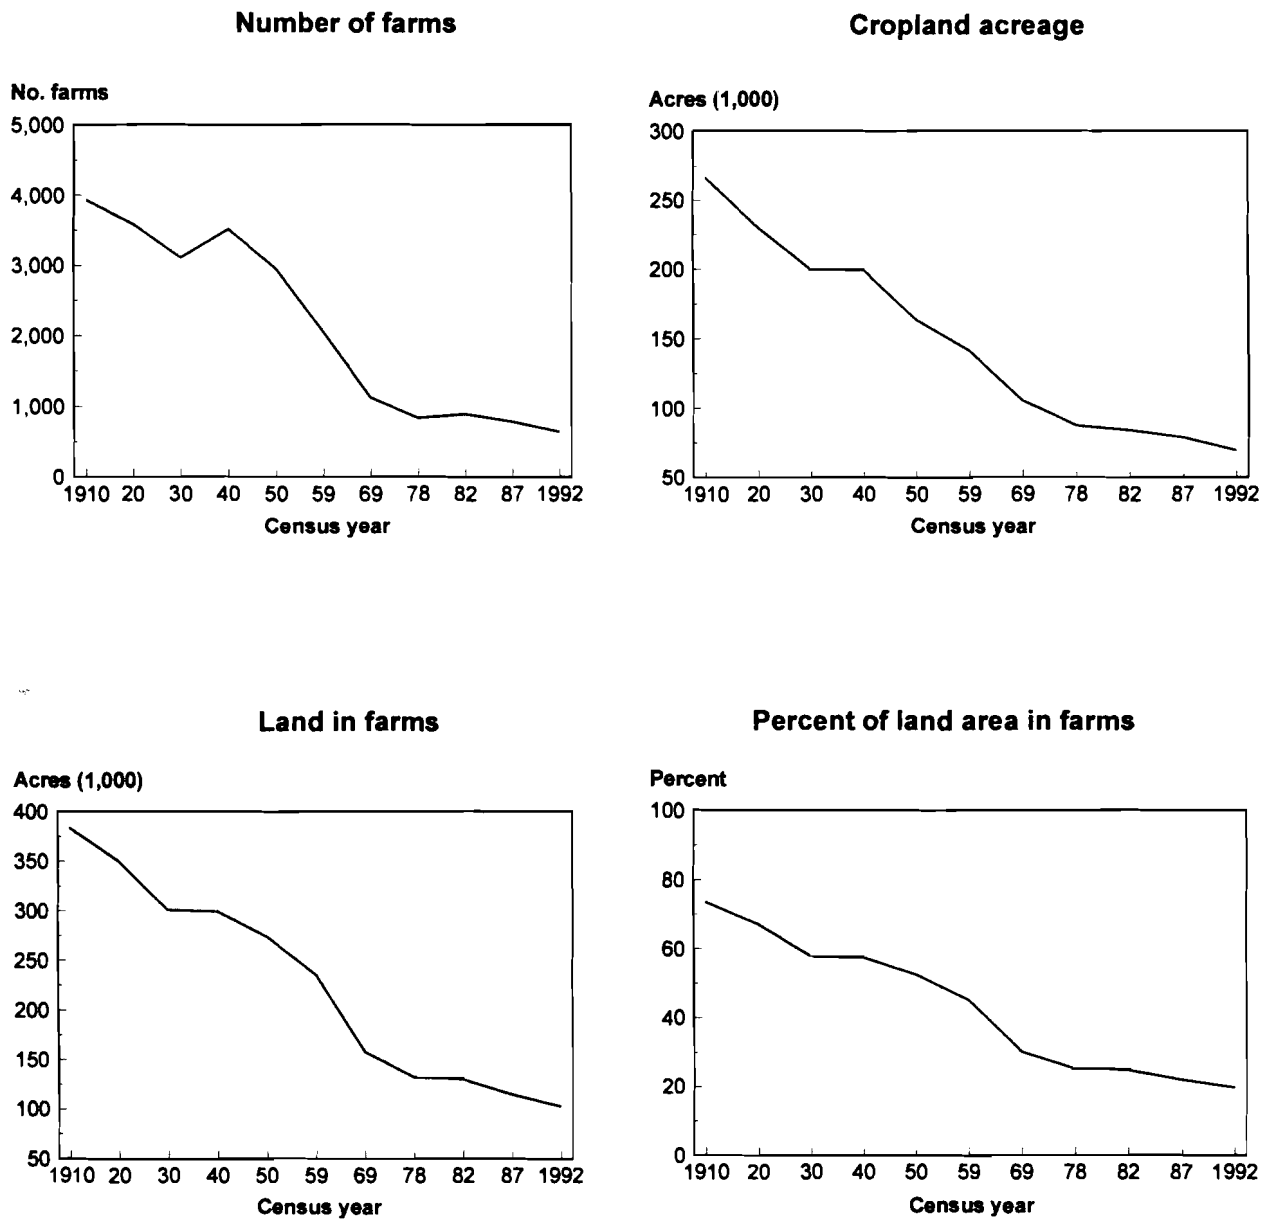 Number of farms
No. farms
5,000
4,000
3,000
2,000
1,000
0
1910 20 30 40 50 59 69 78 82 87 1992
Census year
Cropland acreage
Acres (1,000)
300
250
200
150
100
50
1910 20 30 40 50 59 69 78 82 87 1992
Census year
Land in farms
Acres (1,000)
400
350
300
250
200
150
100
50
1910 20 30 40 50 59 69 78 82 87 1992
Census year
Percent of land area in farms
Percent
100
80
60
40
20
0
1910 20 30 40 50 59 69 78 82 87 1992
Census year